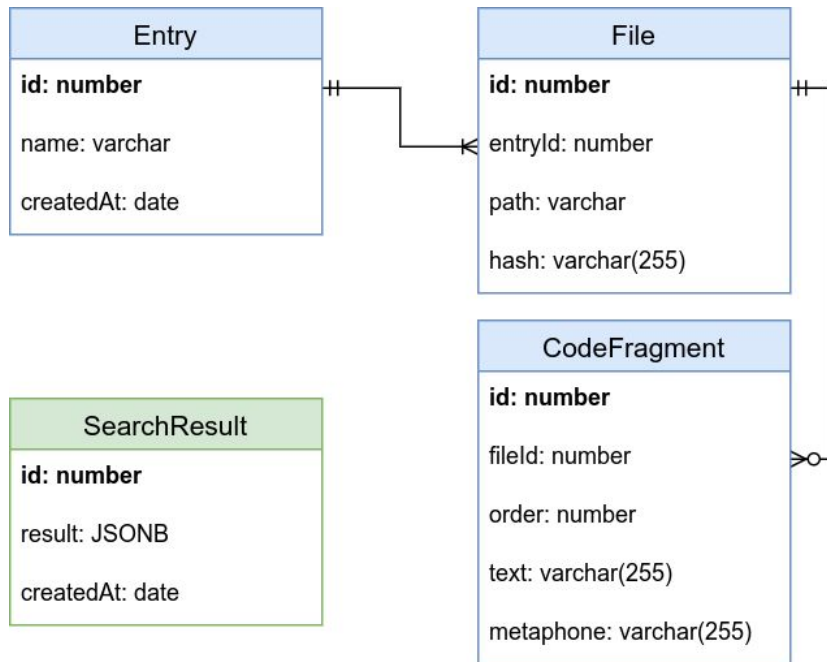 Entry
id: number
name: varchar
createdAt: date
File
id: number
entryId: number
path: varchar
hash: varchar(255)
SearchResult
id: number
result: JSONB
createdAt: date
CodeFragment
id: number
fileId: number
order: number
text: varchar(255)
metaphone: varchar(255)